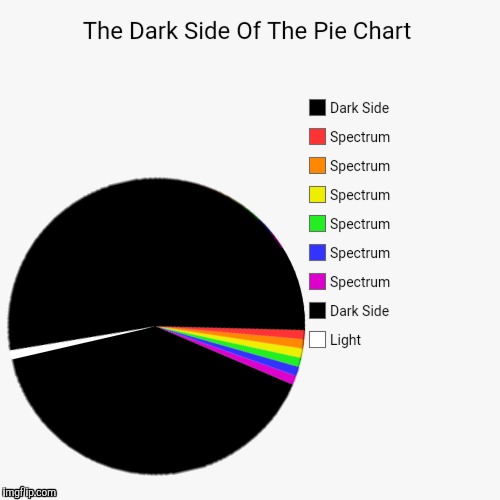 The Dark Side Of The Pie Chart
Dark Side
Spectrum
Spectrum
Spectrum
Spectrum
Spectrum
Spectrum
Dark Side
Light
imgflip.com